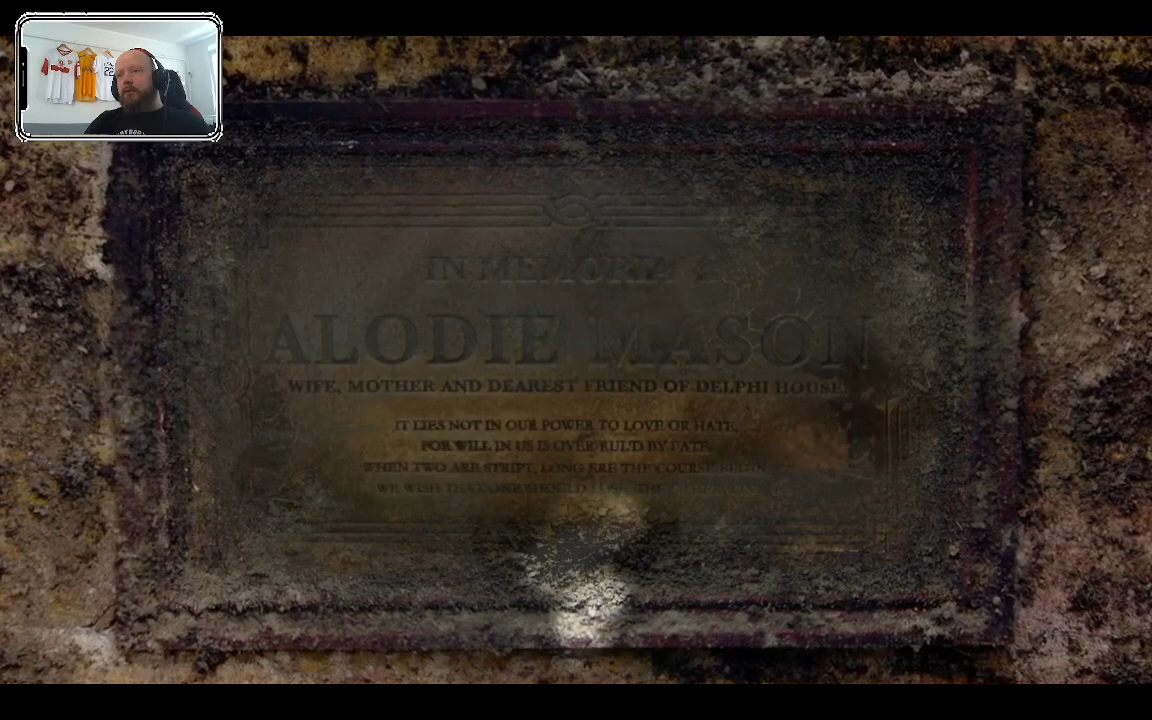 IN MEMORY
ALODIE MASON
WIFE, MOTHER AND DEAREST FRIEND OF DELPHI HOUSE
IT LIES NOT IN OUR POWER TO LOVE OR HATE,
FOR WILL IN US IS OVER-RUL'D BY FATE.
WHEN TWO ARE STRIPT, LONG ERE THE COURSE BEGIN
WE WISH THAT ONE SHOULD